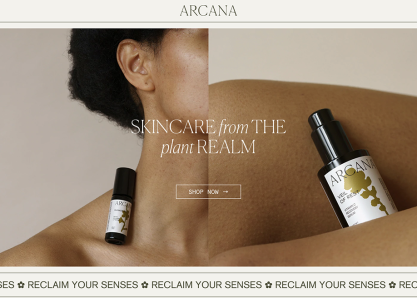 ARCANA
SKINCARE from THE
plant REALM
SHOP NOW →
ARCANA
SES ✿ RECLAIM YOUR SENSES ✿ RECLAIM YOUR SENSES ✿ RECLAIM YOUR SENSES ✿ REC